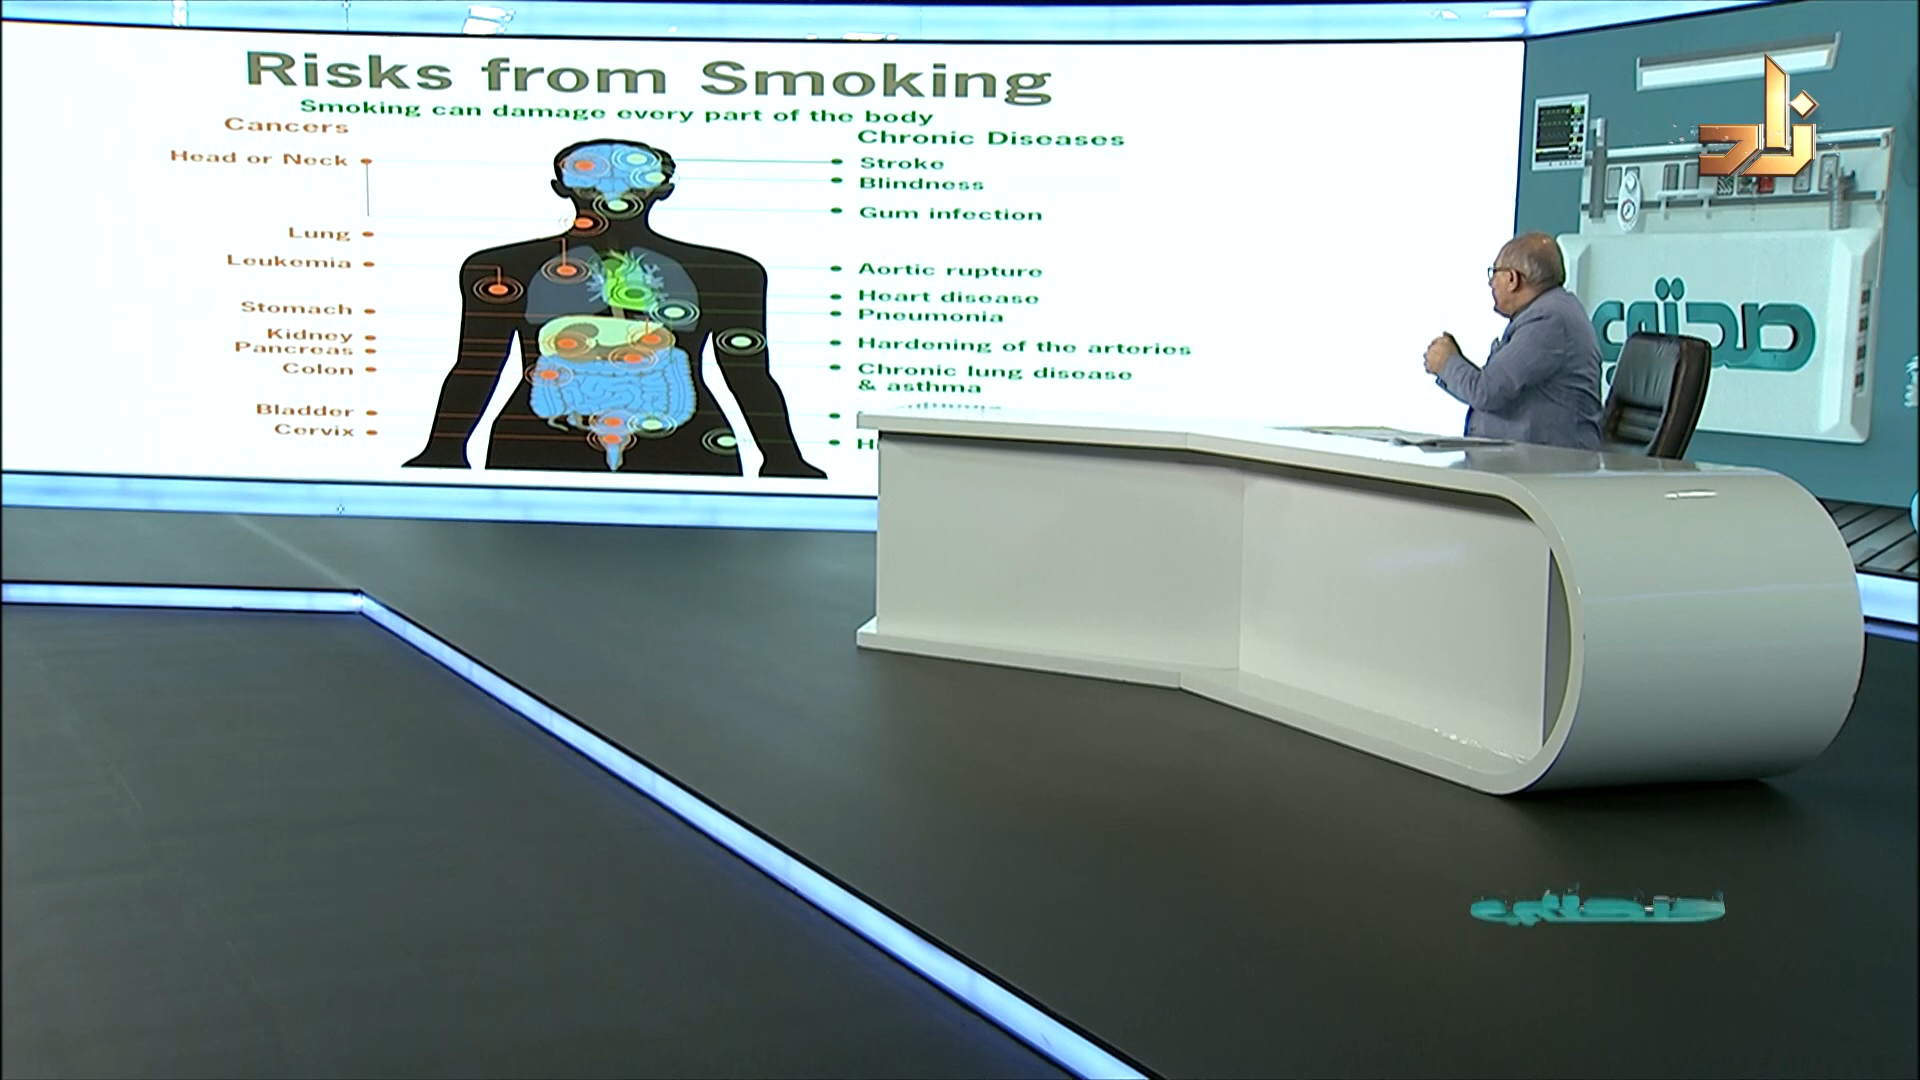 Risks from Smoking
Smoking can damage every part of the body
Cancers
Head or Neck
Lung
Leukemia
Stomach
Kidney
Pancreas
Colon
Bladder
Cervix
Chronic Diseases
Stroke
Blindness
Gum infection
Aortic rupture
Heart disease
Pneumonia
Hardening of the arteries
Chronic lung disease
& asthma
صحتي